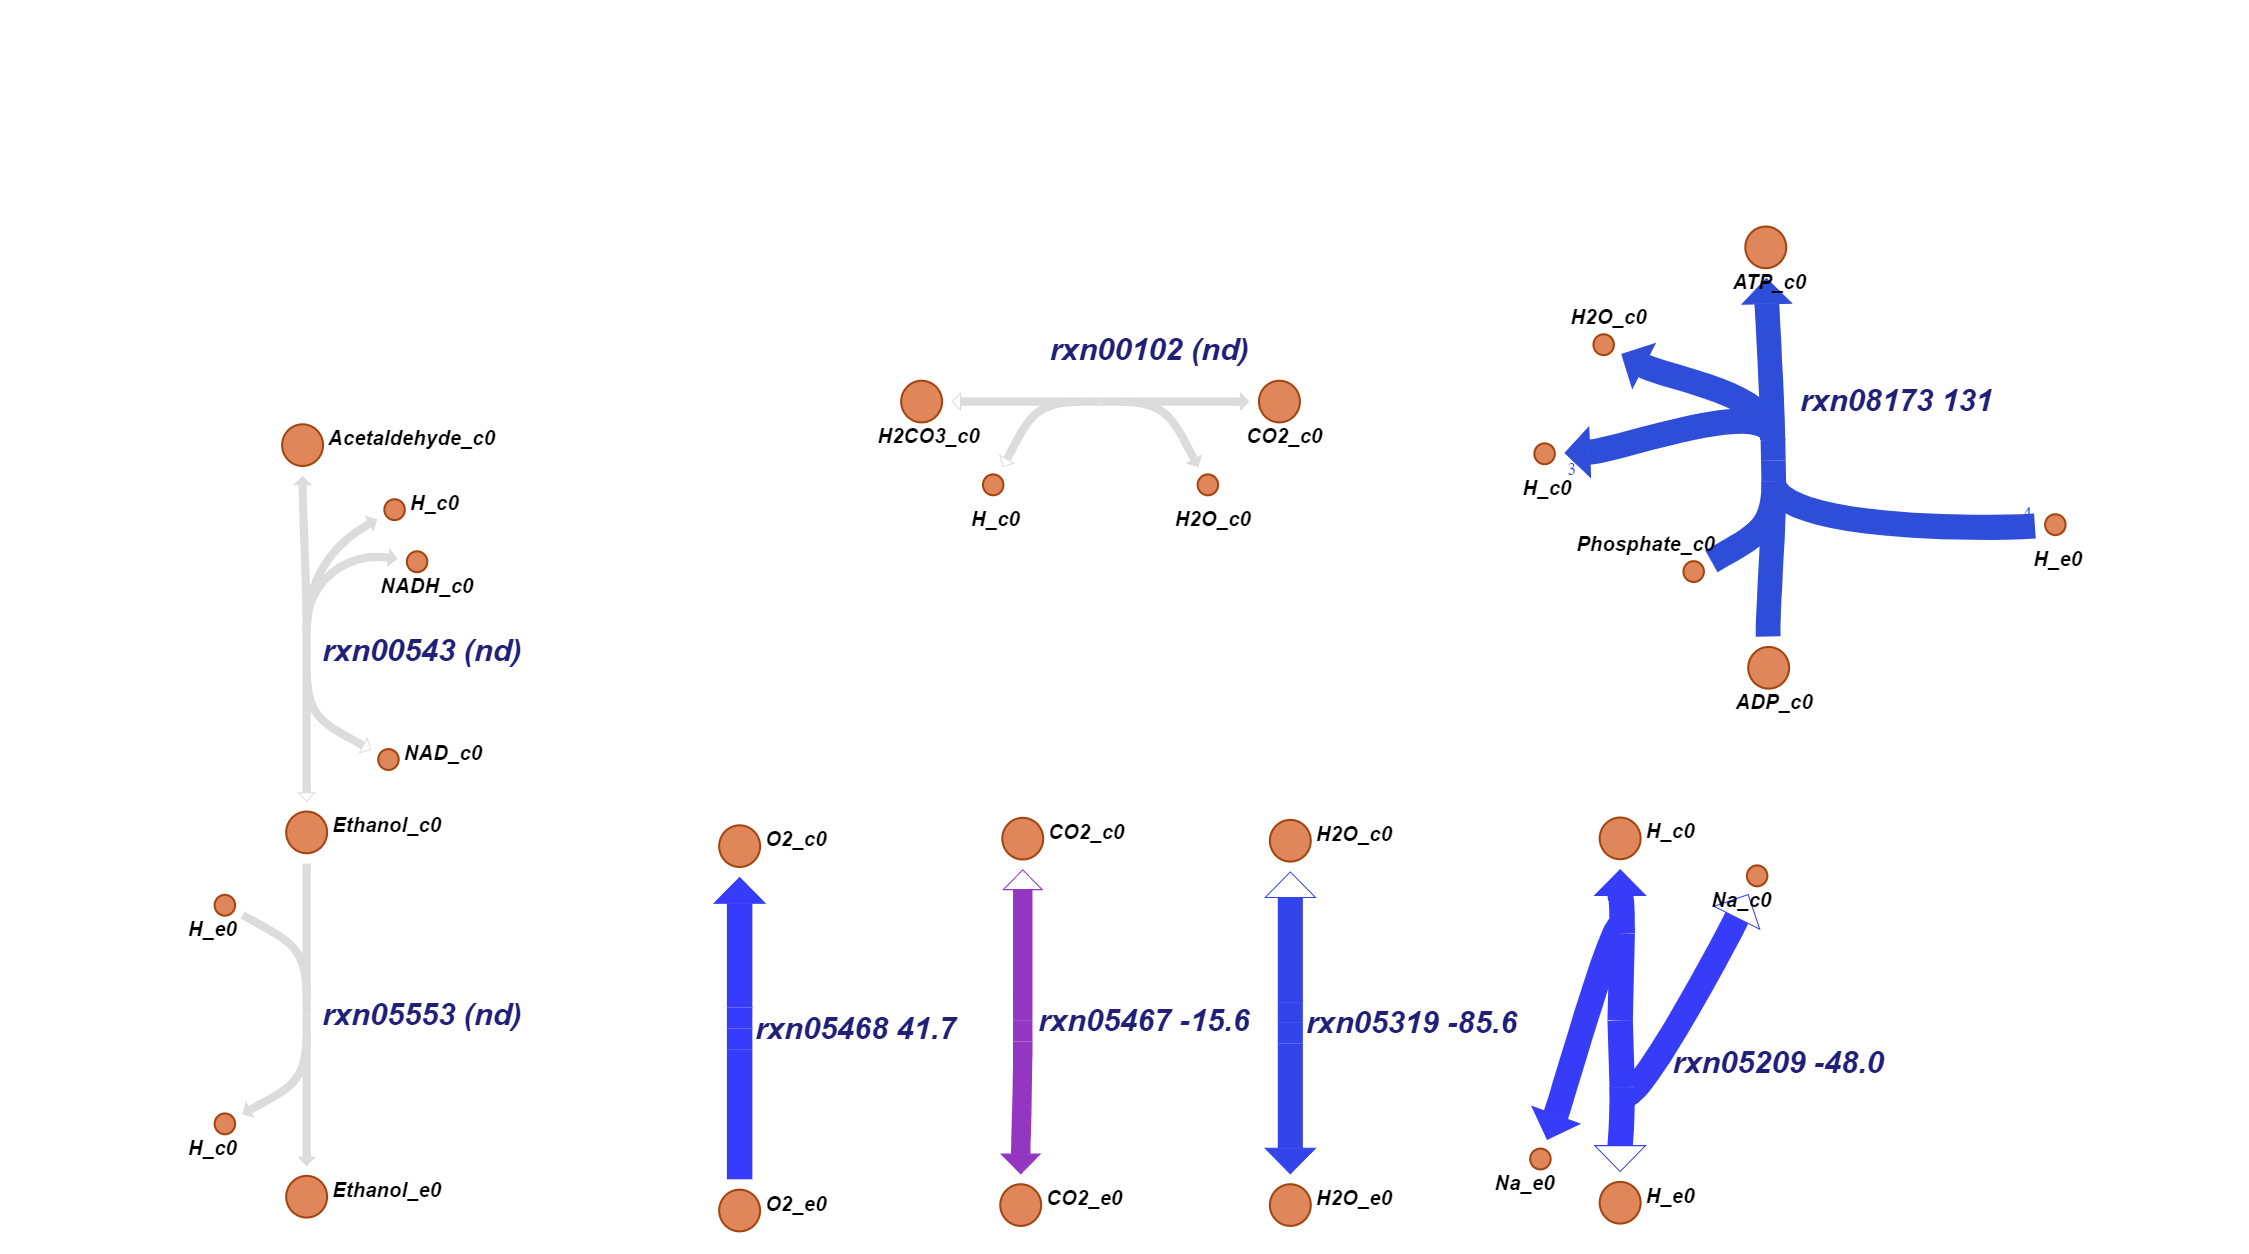 ATP_c0
H2O_c0
rxn08173 131
3
H_c0
4
Phosphate_c0
H_e0
ADP_c0
rxn00102 (nd)
H2CO3_c0
CO2_c0
H_c0
H2O_c0
Acetaldehyde_c0
H_c0
NADH_c0
rxn00543 (nd)
NAD_c0
Ethanol_c0
H_e0
rxn05553 (nd)
H_c0
Ethanol_e0
O2_c0
rxn05468 41.7
O2_e0
CO2_c0
rxn05467 -15.6
CO2_e0
H2O_c0
rxn05319 -85.6
H2O_e0
H_c0
Na_c0
rxn05209 -48.0
Na_e0
H_e0